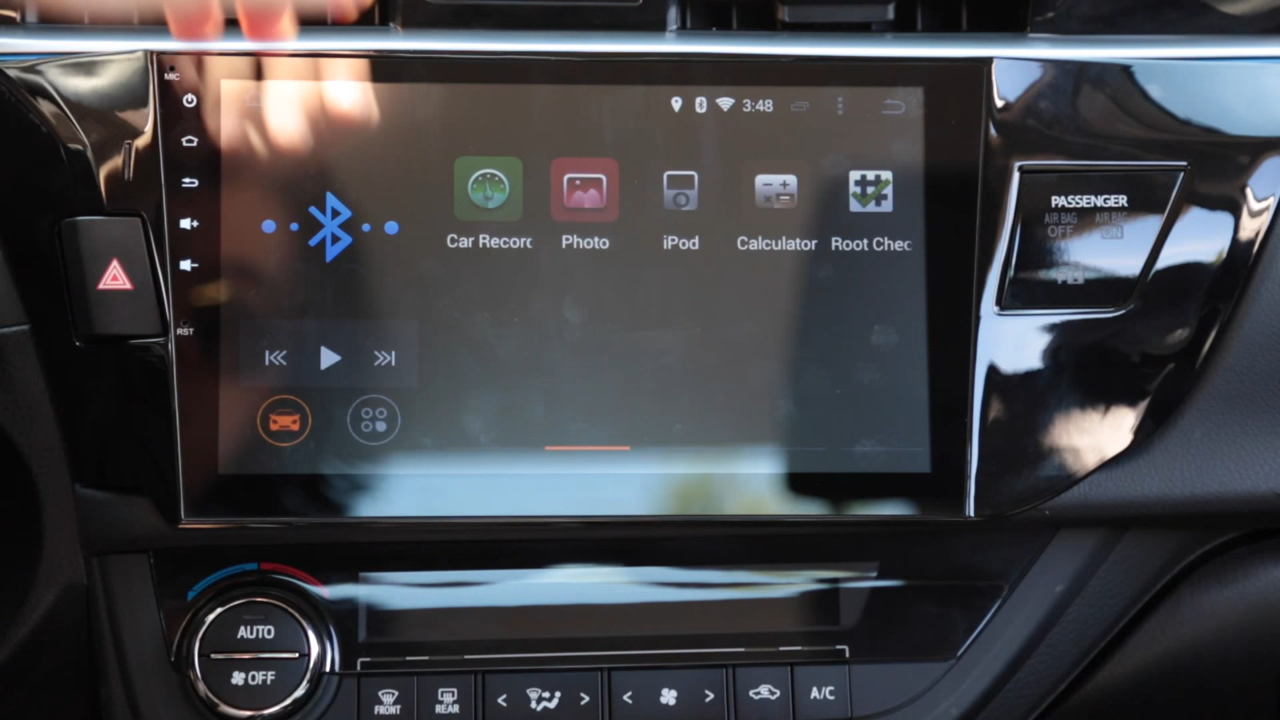 MIC
3:48
Car Recorc
Photo
iPod
Calculator
Root Chec
RST
PASSENGER
AIR BAG AIR BAG
OFF ON
AUTO
OFF
FRONT
REAR
A/C